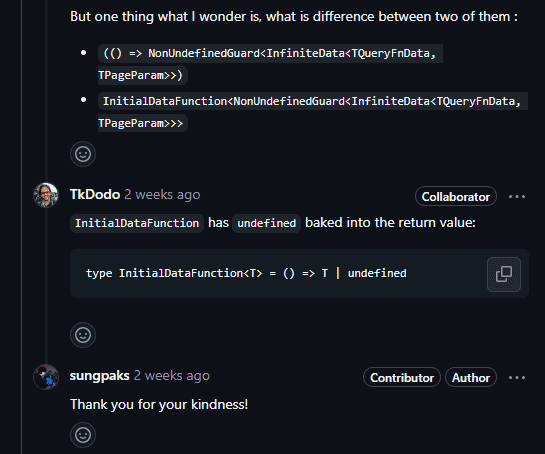 But one thing what I wonder is, what is difference between two of them :
(() => NonUndefinedGuard<InfiniteData<TQueryFnData,
TPageParam>>)
InitialDataFunction<NonUndefinedGuard<InfiniteData<TQueryFnData,
TPageParam>>>
TkDodo 2 weeks ago
Collaborator
InitialDataFunction has undefined baked into the return value:
type InitialDataFunction<T> = () => T | undefined
sungpaks 2 weeks ago
Contributor
Author
Thank you for your kindness!